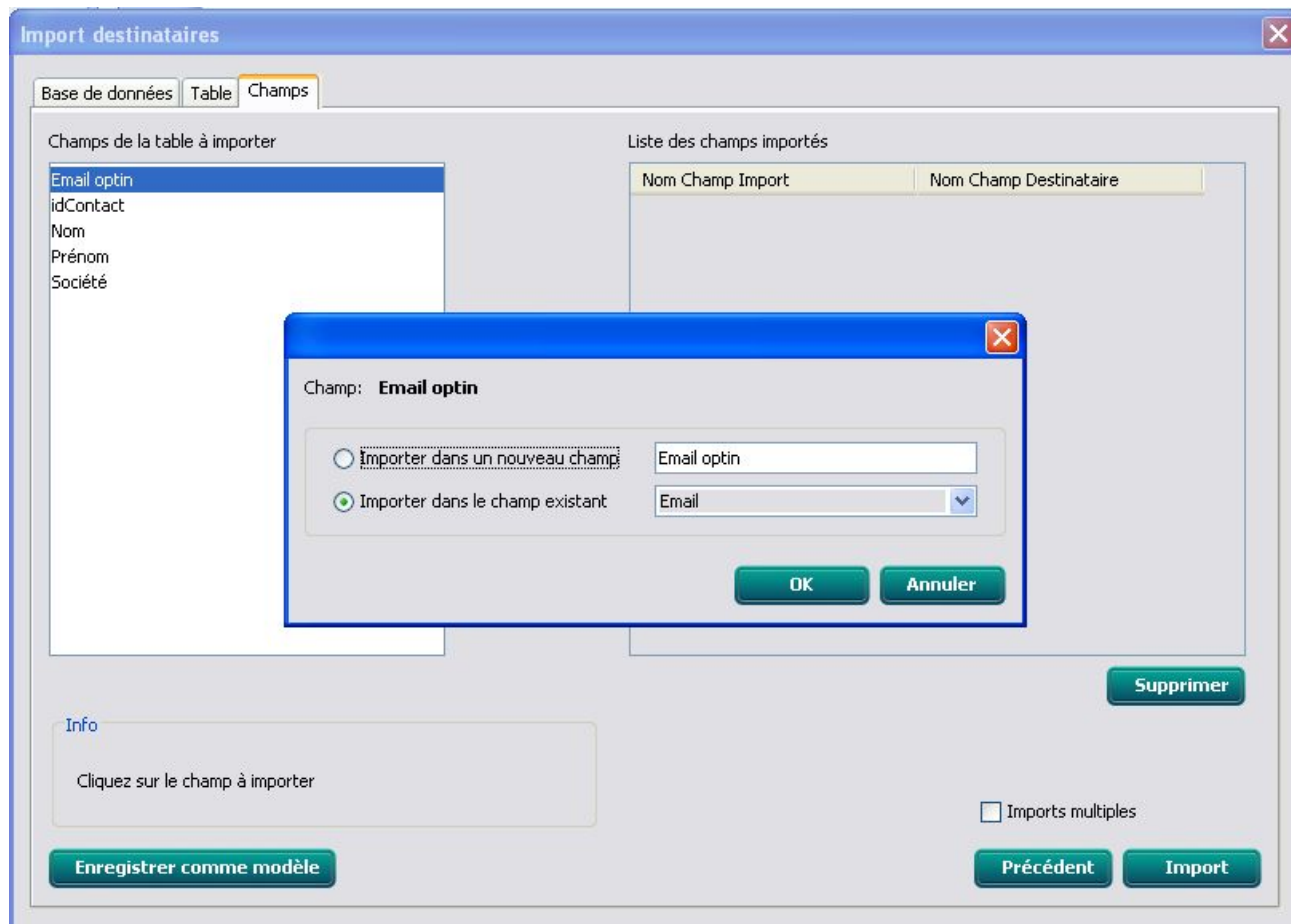 Import destinataires
Base de données Table Champs
Champs de la table à importer
Email optin
idContact
Nom
Prénom
Société
Liste des champs importés
Nom Champ Import Nom Champ Destinataire
Champ: Email optin
Importer dans un nouveau champ Email optin
Importer dans le champ existant Email
OK Annuler
Supprimer
Info
Cliquez sur le champ à importer
Imports multiples
Enregistrer comme modèle Précédent Import